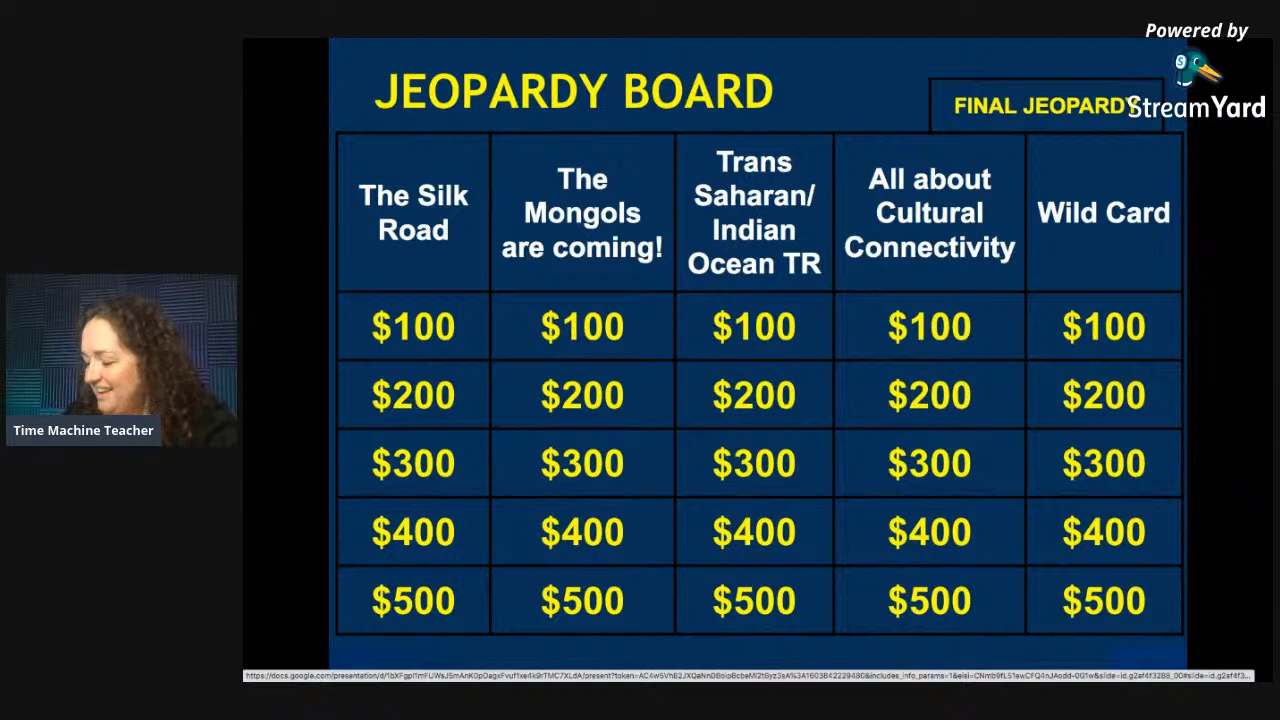 Powered by
StreamYard
JEOPARDY BOARD
FINAL JEOPARDY
The Silk
Road
The
Mongols
are coming!
Trans
Saharan/
Indian
Ocean TR
All about
Cultural
Connectivity
Wild Card
$100 $100 $100 $100 $100
$200 $200 $200 $200 $200
$300 $300 $300 $300 $300
$400 $400 $400 $400 $400
$500 $500 $500 $500 $500
Time Machine Teacher